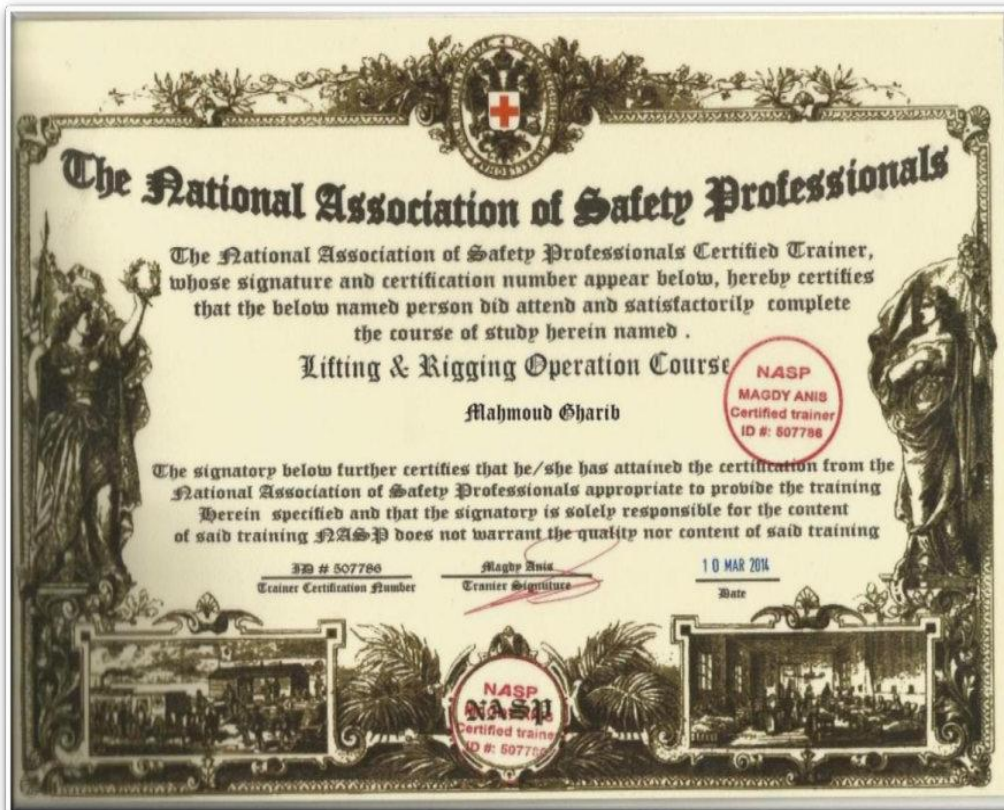 The National Association of Safety Professionals
The National Association of Safety Professionals Certified Trainer,
whose signature and certification number appear below, hereby certifies
that the below named person did attend and satisfactorily complete
the course of study herein named .
Lifting & Rigging Operation Course
NASP
MAGDY ANIS
Certified trainer
ID #: 507786
Mahmoud Gharib
The signatory below further certifies that he/she has attained the certification from the
National Association of Safety Professionals appropriate to provide the training
Herein specified and that the signatory is solely responsible for the content
of said training NASP does not warrant the quality nor content of said training
ID # 507786
Trainer Certification Number
Magdy Anis
Tranier Signiture
10 MAR 2014
Date
NASP
NASP
Certified traine
ID #: 5077